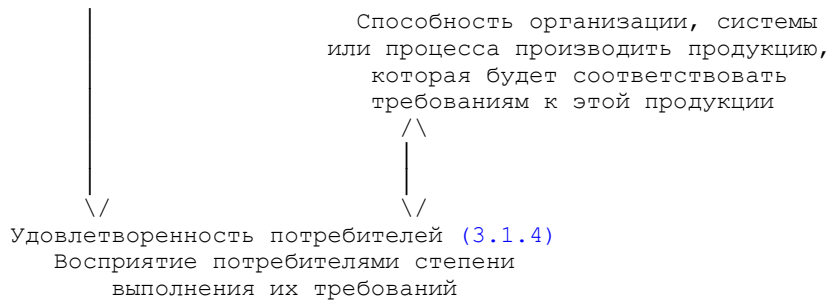 Способность организации, системы
или процесса производить продукцию,
которая будет соответствовать
требованиям к этой продукции
Удовлетворенность потребителей (3.1.4)
Восприятие потребителями степени
выполнения их требований